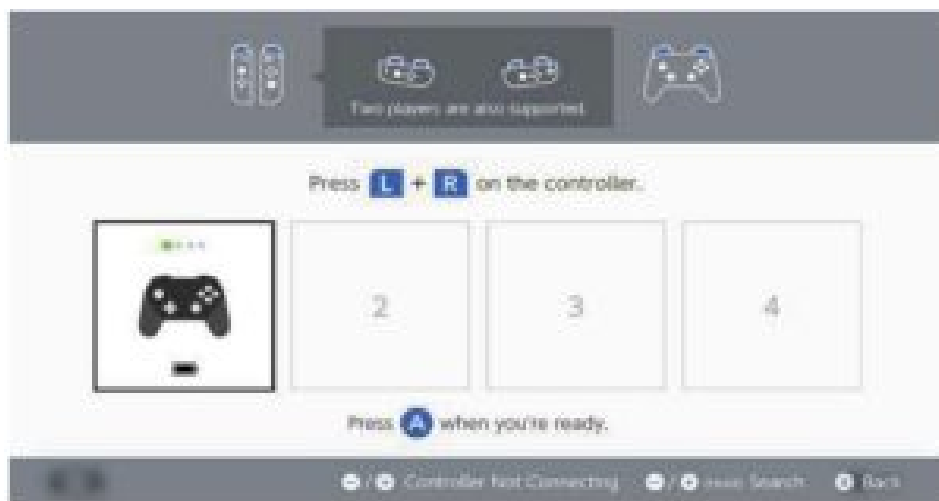 Two players are also supported.
Press L + R on the controller.
2
3
4
Press A when you're ready.
/ Controller Not Connecting / Search Back